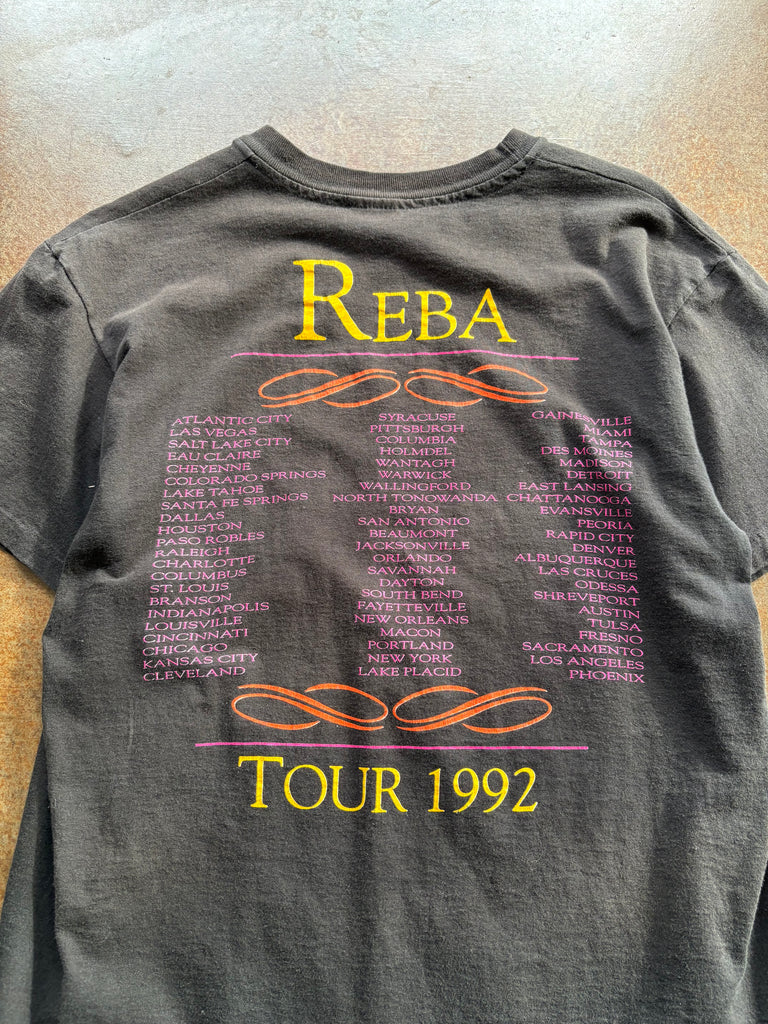 REBA
ATLANTIC CITY
LAS VEGAS
SALT LAKE CITY
EAU CLAIRE
CHEYENNE
COLORADO SPRINGS
LAKE TAHOE
SANTA FE SPRINGS
DALLAS
HOUSTON
PASO ROBLES
RALEIGH
CHARLOTTE
COLUMBUS
ST. LOUIS
BRANSON
INDIANAPOLIS
LOUISVILLE
CINCINNATI
CHICAGO
KANSAS CITY
CLEVELAND
SYRACUSE
PITTSBURGH
COLUMBIA
HOLMDEL
WANTAGH
WARWICK
WALLINGFORD
NORTH TONOWANDA
BRYAN
SAN ANTONIO
BEAUMONT
JACKSONVILLE
ORLANDO
SAVANNAH
DAYTON
SOUTH BEND
FAYETTEVILLE
NEW ORLEANS
MACON
PORTLAND
NEW YORK
LAKE PLACID
GAINESVILLE
MIAMI
TAMPA
DES MOINES
MADISON
DETROIT
EAST LANSING
CHATTANOOGA
EVANSVILLE
PEORIA
RAPID CITY
DENVER
ALBUQUERQUE
LAS CRUCES
ODESSA
SHREVEPORT
AUSTIN
TULSA
FRESNO
SACRAMENTO
LOS ANGELES
PHOENIX
TOUR 1992